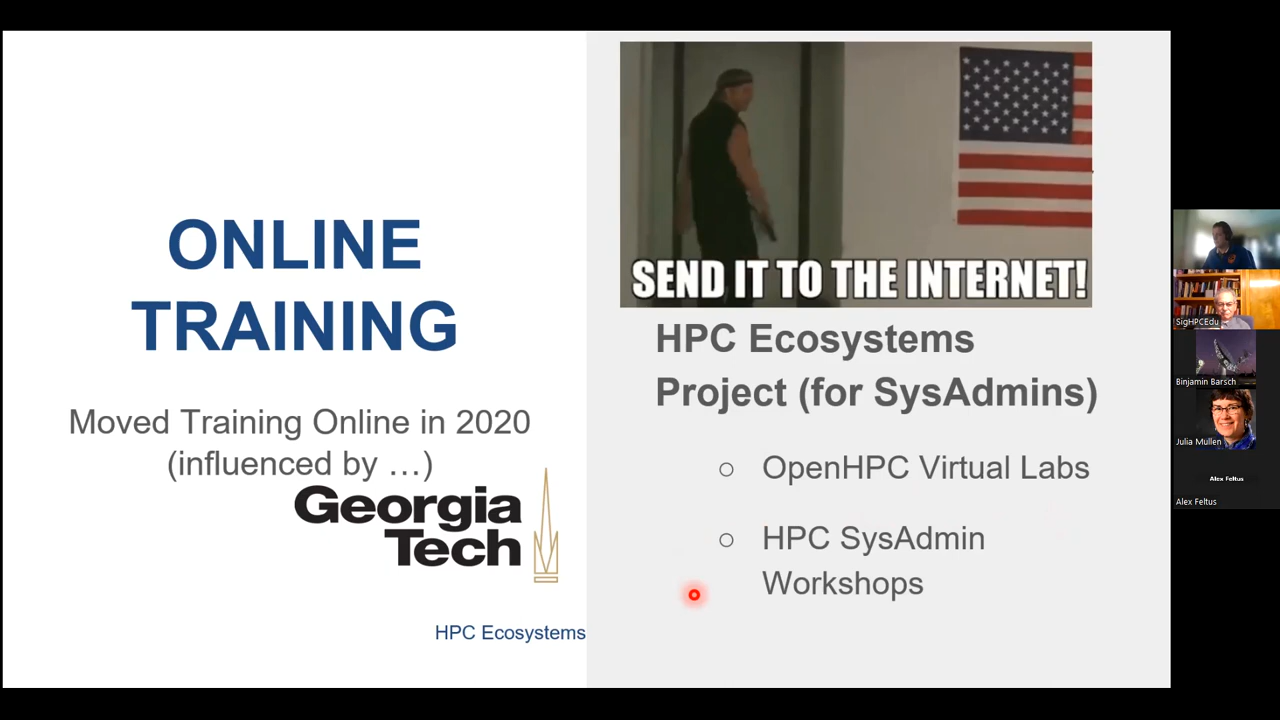 ONLINE
TRAINING
Moved Training Online in 2020
(influenced by …)
Georgia
Tech
HPC Ecosystems
SEND IT TO THE INTERNET!
HPC Ecosystems
Project (for SysAdmins)
○ OpenHPC Virtual Labs
○ HPC SysAdmin
Workshops
SigHPCEdu
Binjamin Barsch
Julia Mullen
Alex Feltus
Alex Feltus